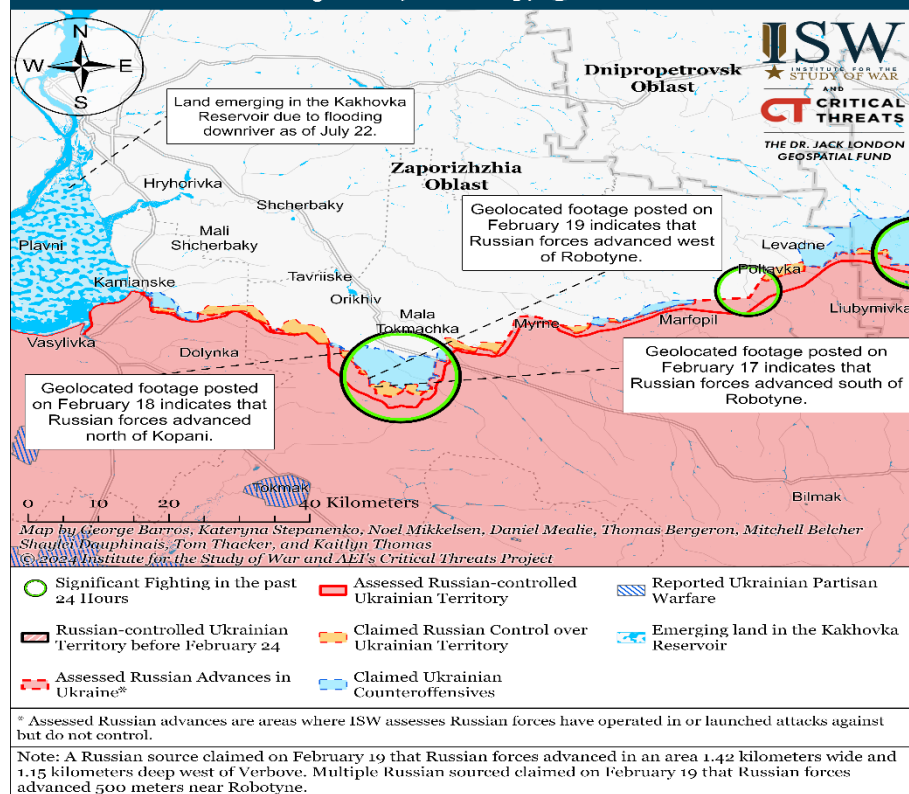 N
W
E
S
ISW
INSTITUTE FOR THE
STUDY OF WAR
AND
CT CRITICAL
THREATS
THE DR. JACK LONDON
GEOSPATIAL FUND
Dnipropetrovsk
Oblast
Land emerging in the Kakhovka
Reservoir due to flooding
downriver as of July 22.
Zaporizhzhia
Oblast
Hryhorivka
Shcherbaky
Geolocated footage posted on
February 19 indicates that
Russian forces advanced west
of Robotyne.
Plavni
Mali
Shcherbaky
Levadne
Kamianske
Tavriiske
Poltavka
Orikhiv
Mala
Tokmachka
Myrne
Marfopil
Liubymivka
Vasylivka
Dolynka
Geolocated footage posted on
February 17 indicates that
Russian forces advanced south of
Robotyne.
Geolocated footage posted
on February 18 indicates that
Russian forces advanced
north of Kopani.
Tokmak
Bilmak
0 10 20 40 Kilometers
Map by George Barros, Kateryna Stepanenko, Noel Mikkelsen, Daniel Mealie, Thomas Bergeron, Mitchell Belcher
Shayler Dauphinais, Tom Thacker, and Kaitlyn Thomas
© 2024 Institute for the Study of War and AEI's Critical Threats Project
Significant Fighting in the past
24 Hours
Assessed Russian-controlled
Ukrainian Territory
Reported Ukrainian Partisan
Warfare
Russian-controlled Ukrainian
Territory before February 24
Claimed Russian Control over
Ukrainian Territory
Emerging land in the Kakhovka
Reservoir
Assessed Russian Advances in
Ukraine*
Claimed Ukrainian
Counteroffensives
* Assessed Russian advances are areas where ISW assesses Russian forces have operated in or launched attacks against
but do not control.
Note: A Russian source claimed on February 19 that Russian forces advanced in an area 1.42 kilometers wide and
1.15 kilometers deep west of Verbove. Multiple Russian sourced claimed on February 19 that Russian forces
advanced 500 meters near Robotyne.